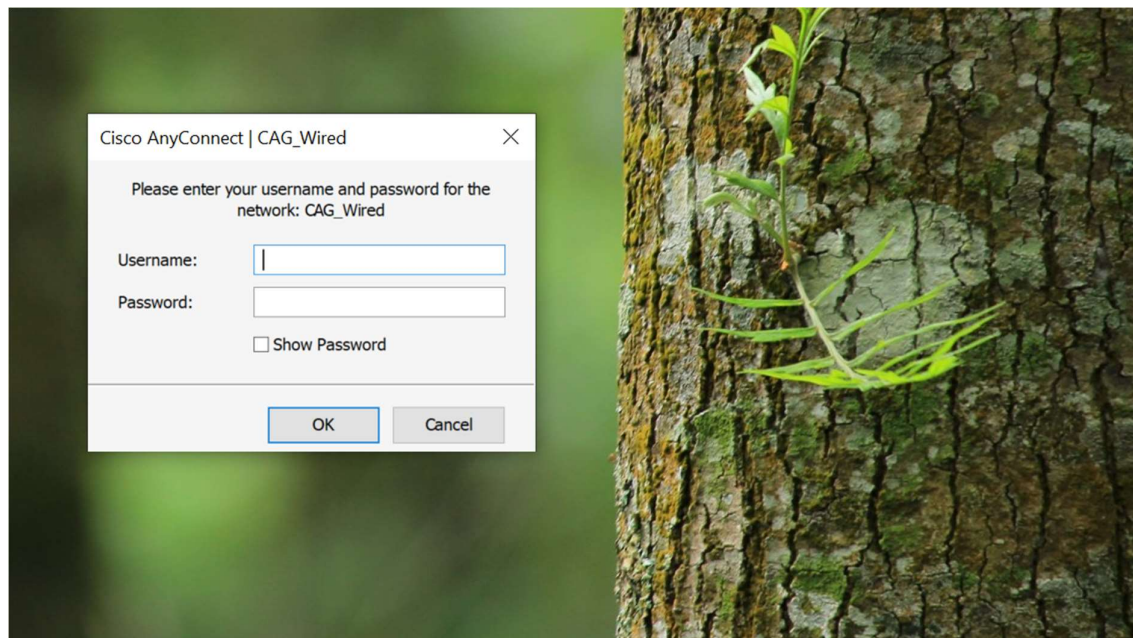 Cisco AnyConnect | CAG_Wired
Please enter your username and password for the
network: CAG_Wired
Username:
Password:
Show Password
OK
Cancel